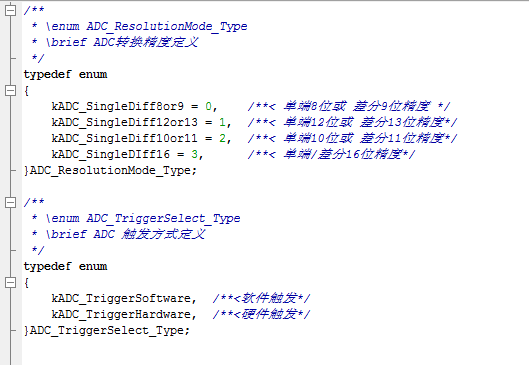 /**
 * \enum ADC_ResolutionMode_Type
 * \brief ADC转换精度定义
 */
typedef enum
{
    kADC_SingleDiff8or9 = 0,    /**< 单端8位或 差分9位精度 */
    kADC_SingleDiff12or13 = 1,  /**< 单端12位或 差分13位精度*/
    kADC_SingleDiff10or11 = 2,  /**< 单端10位或 差分11位精度*/
    kADC_SingleDIff16 = 3,      /**< 单端/差分16位精度*/
}ADC_ResolutionMode_Type;
/**
 * \enum ADC_TriggerSelect_Type
 * \brief ADC 触发方式定义
 */
typedef enum
{
    kADC_TriggerSoftware,  /**<软件触发*/
    kADC_TriggerHardware,  /**<硬件触发*/
}ADC_TriggerSelect_Type;